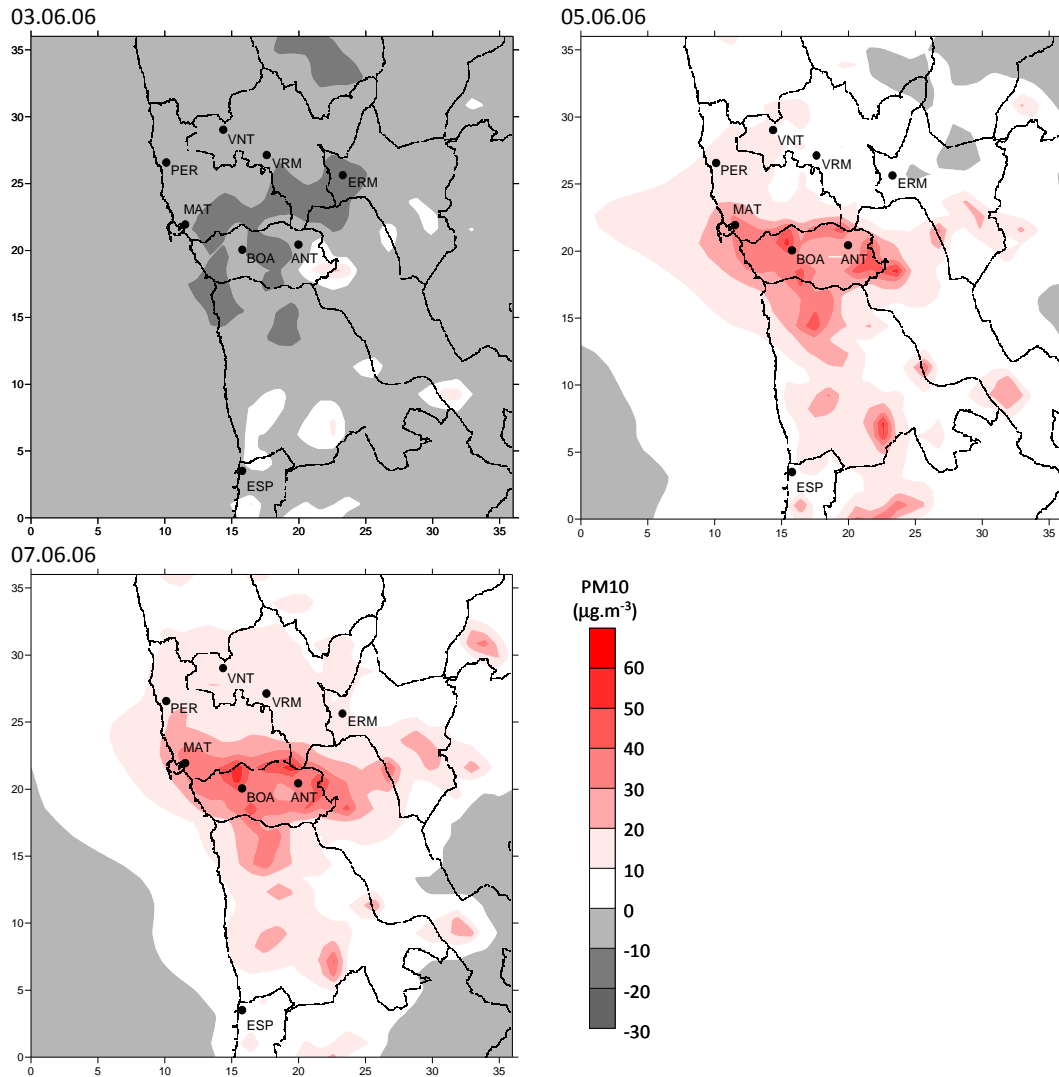 03.06.06
35
30
25
20
15
10
5
0
0 5 10 15 20 25 30 35
VNT
VRM
PER
ERM
MAT
BOA ANT
ESP
05.06.06
35
30
25
20
15
10
5
0
0 5 10 15 20 25 30 35
VNT
VRM
PER
ERM
MAT
BOA ANT
ESP
07.06.06
35
30
25
20
15
10
5
0
0 5 10 15 20 25 30 35
VNT
VRM
PER
ERM
MAT
BOA ANT
ESP
PM10
(µg.m-³)
60
50
40
30
20
10
0
-10
-20
-30